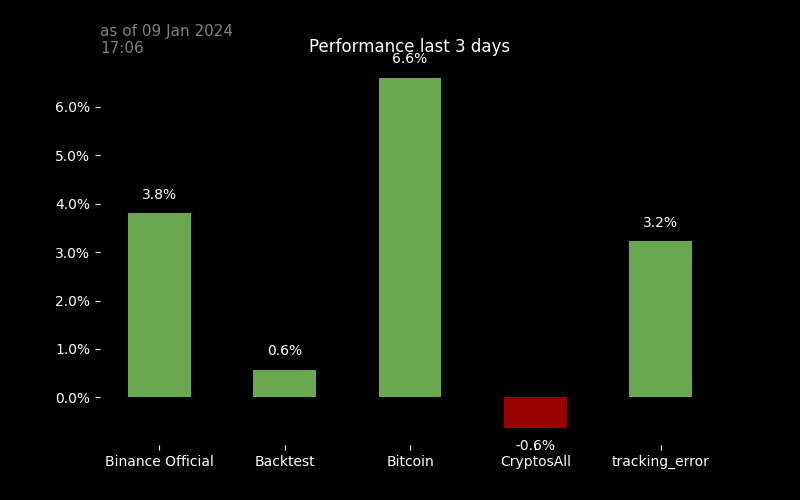 as of 09 Jan 2024
17:06
Performance last 3 days
6.6%
6.0%
5.0%
4.0%
3.8%
3.2%
3.0%
2.0%
1.0%
0.6%
0.0%
-0.6%
Binance Official
Backtest
Bitcoin
CryptosAll
tracking_error